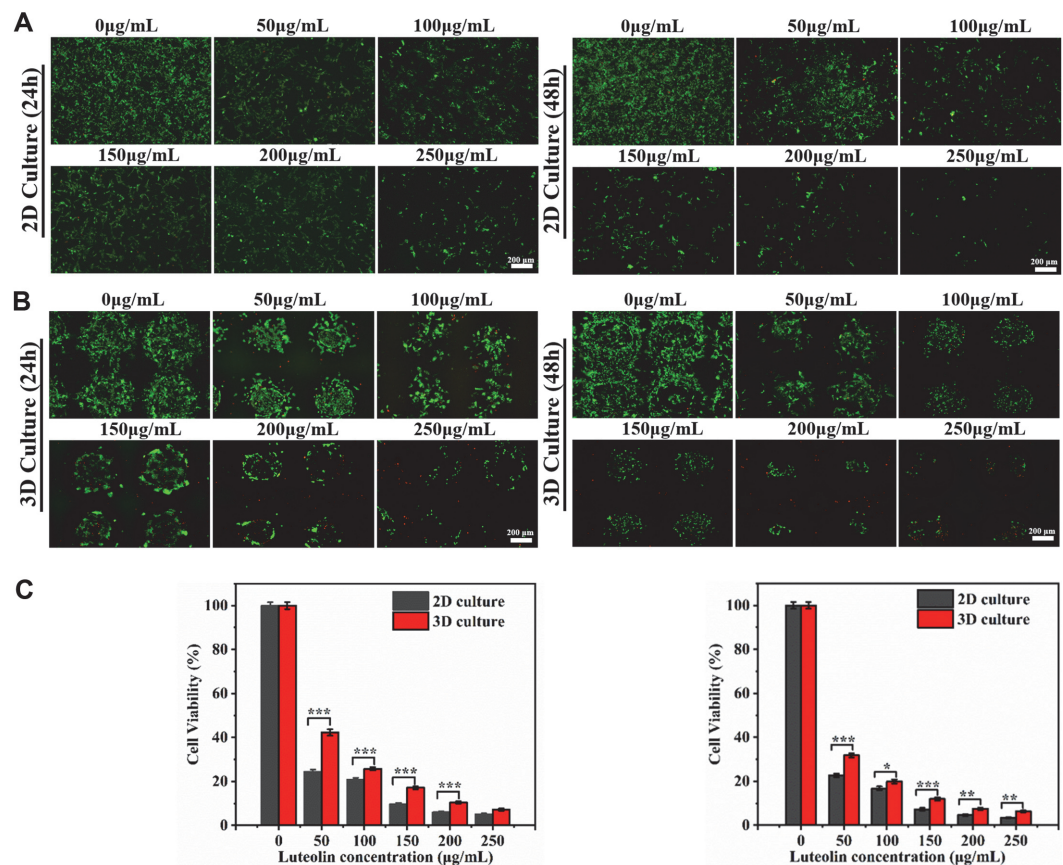 A
0μg/mL 50μg/mL 100μg/mL
2D Culture (24h)
150μg/mL 200μg/mL 250μg/mL
200 μm
0μg/mL 50μg/mL 100μg/mL
2D Culture (48h)
150μg/mL 200μg/mL 250μg/mL
200 μm
B
0μg/mL 50μg/mL 100μg/mL
3D Culture (24h)
150μg/mL 200μg/mL 250μg/mL
200 μm
0μg/mL 50μg/mL 100μg/mL
3D Culture (48h)
150μg/mL 200μg/mL 250μg/mL
200 μm
C
Cell Viability (%)
100
80
60
40
20
0
2D culture
3D culture
***
***
***
***
0 50 100 150 200 250
Luteolin concentration (μg/mL)
Cell Viability (%)
100
80
60
40
20
0
2D culture
3D culture
***
*
***
**
**
0 50 100 150 200 250
Luteolin concentration (μg/mL)